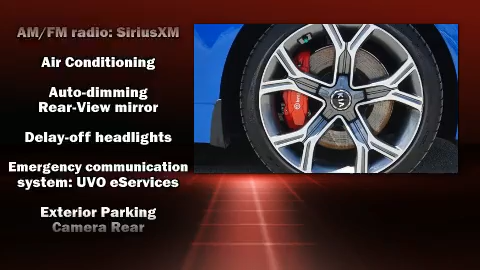 AM/FM radio: SiriusXM
Air Conditioning
Auto-dimming
Rear-View mirror
Delay-off headlights
Emergency communication
system: UVO eServices
Exterior Parking
Camera Rear
KIA